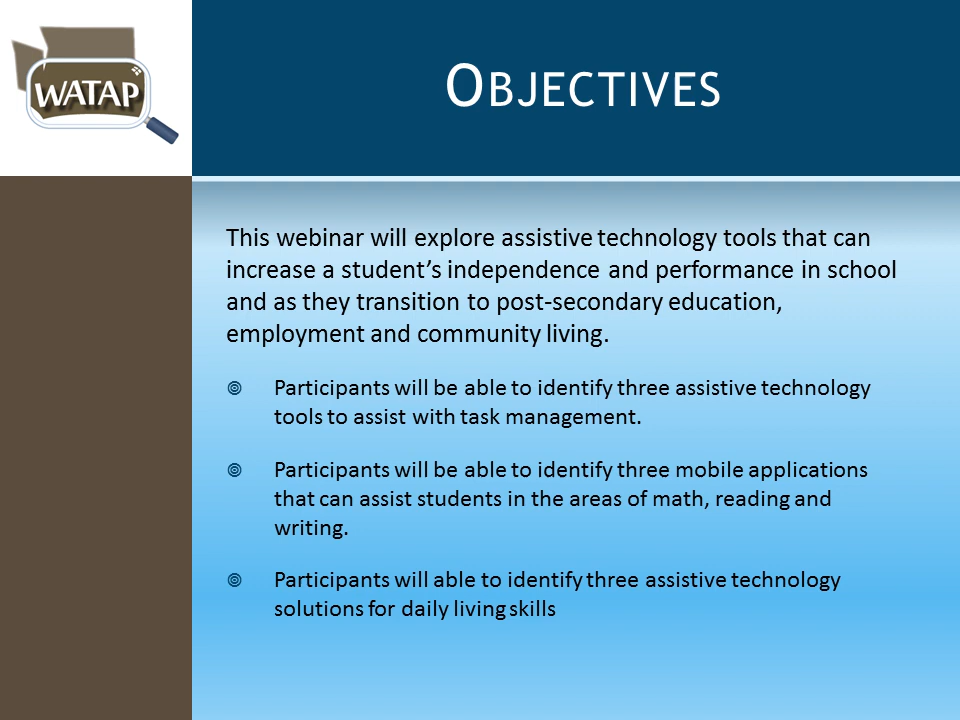 WATAP
OBJECTIVES
This webinar will explore assistive technology tools that can
increase a student’s independence and performance in school
and as they transition to post-secondary education,
employment and community living.
Participants will be able to identify three assistive technology
tools to assist with task management.
Participants will be able to identify three mobile applications
that can assist students in the areas of math, reading and
writing.
Participants will able to identify three assistive technology
solutions for daily living skills